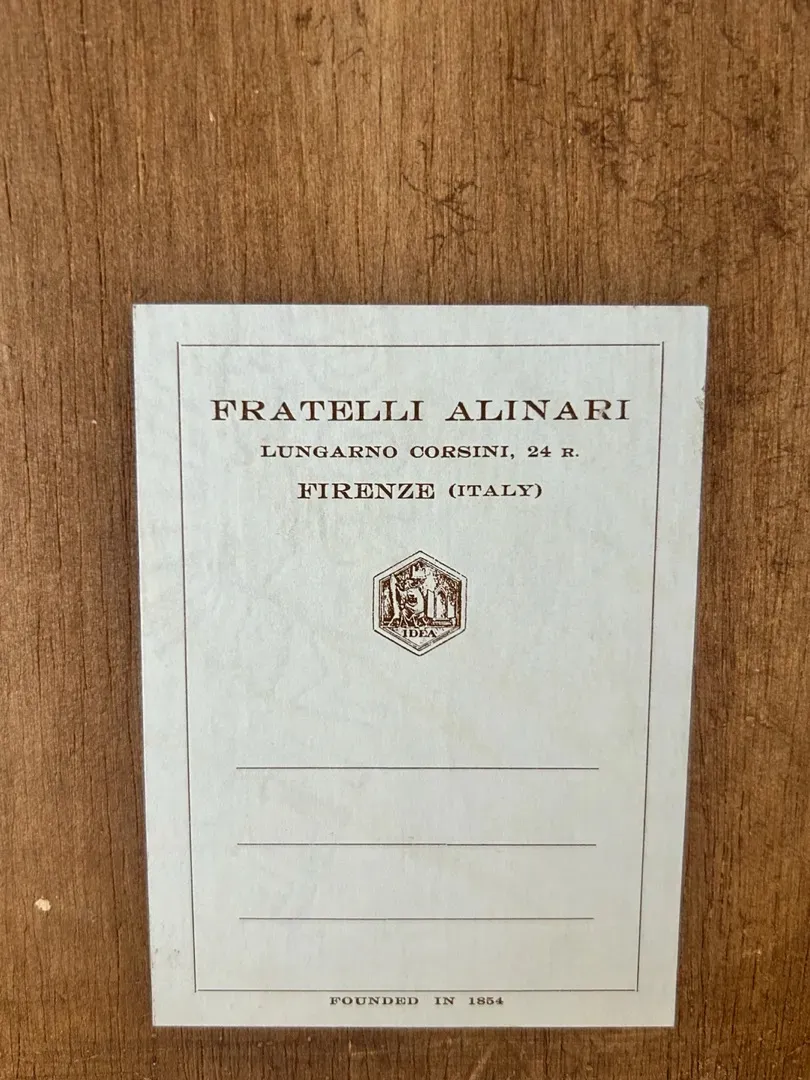 FRATELLI ALINARI
LUNGARNO CORSINI, 24 R.
FIRENZE (ITALY)
IDEA
FOUNDED IN 1854